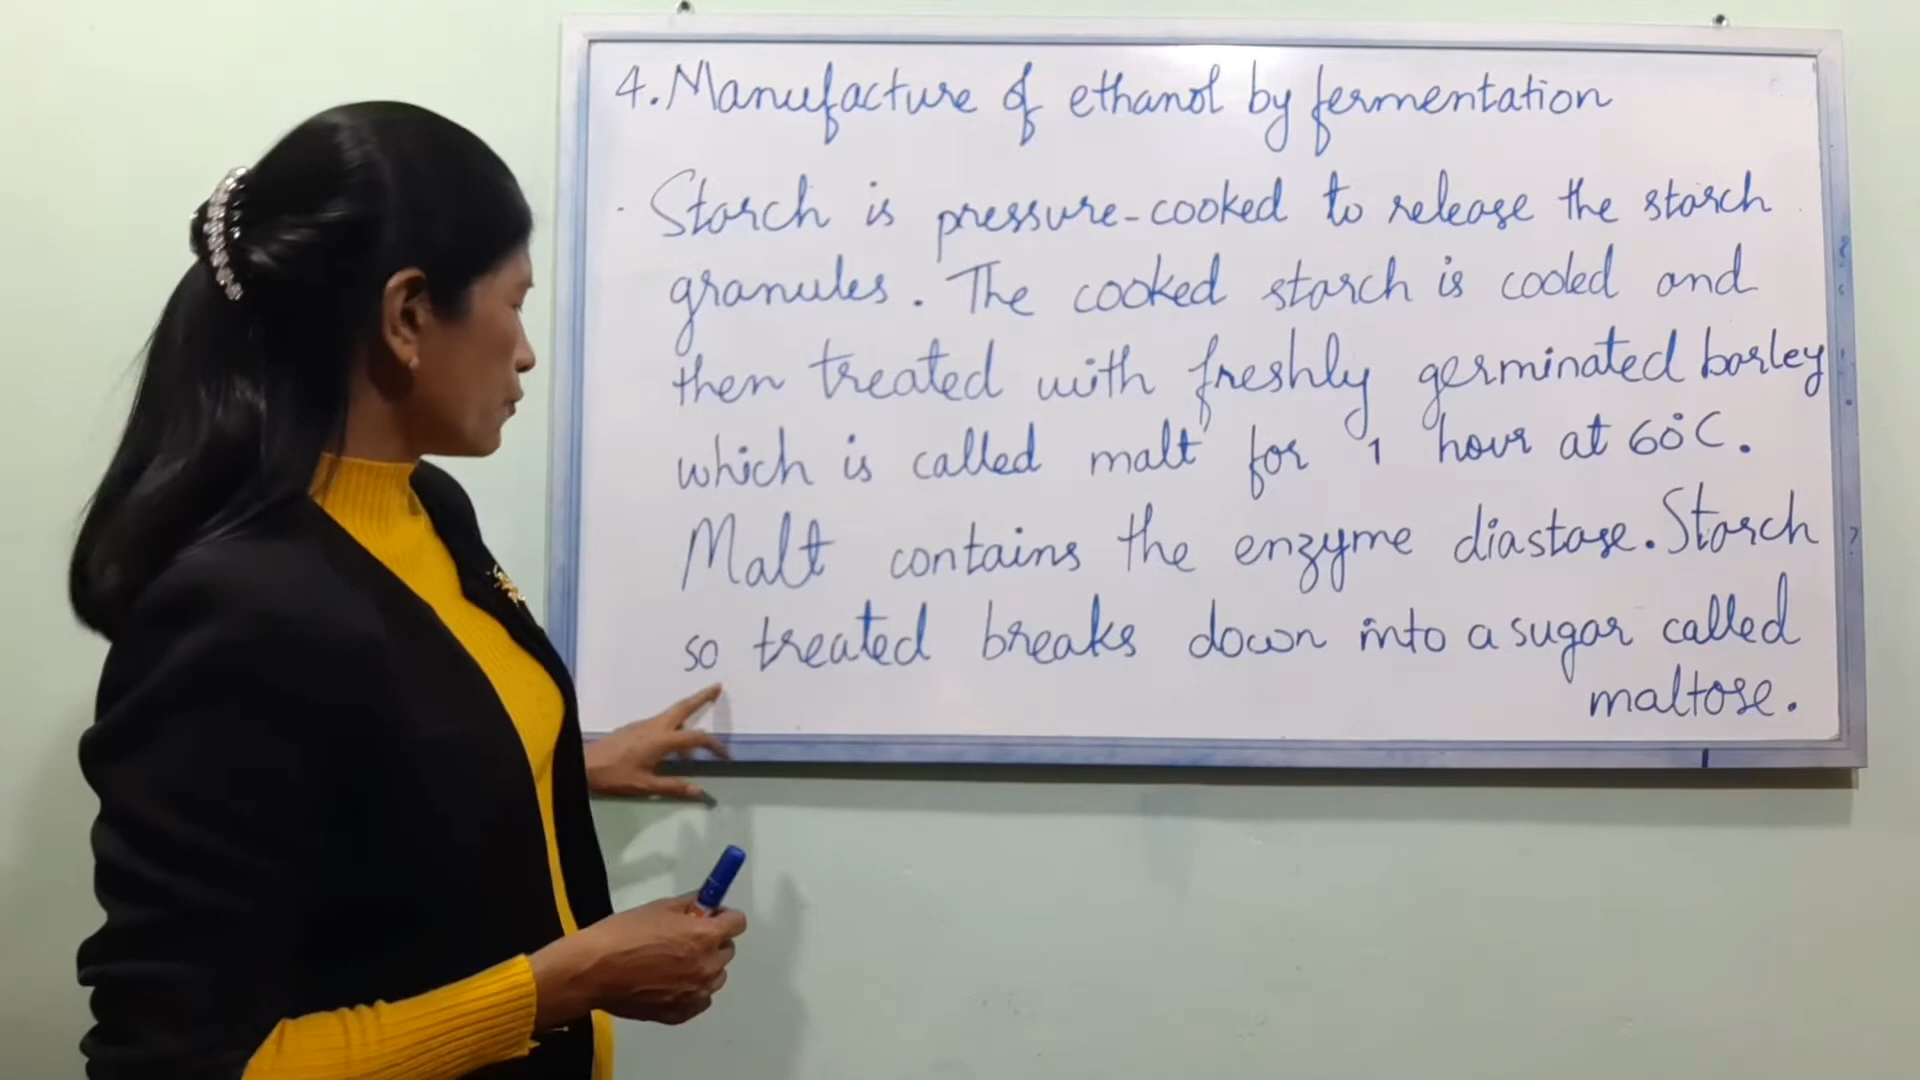 4. Manufacture of ethanol by fermentation
· Starch is pressure-cooked to release the starch
granules. The cooked starch is cooled and
then treated with freshly germinated barley
which is called malt for 1 hour at 60°C.
Malt contains the enzyme diastase. Starch
so treated breaks down into a sugar called
maltose.